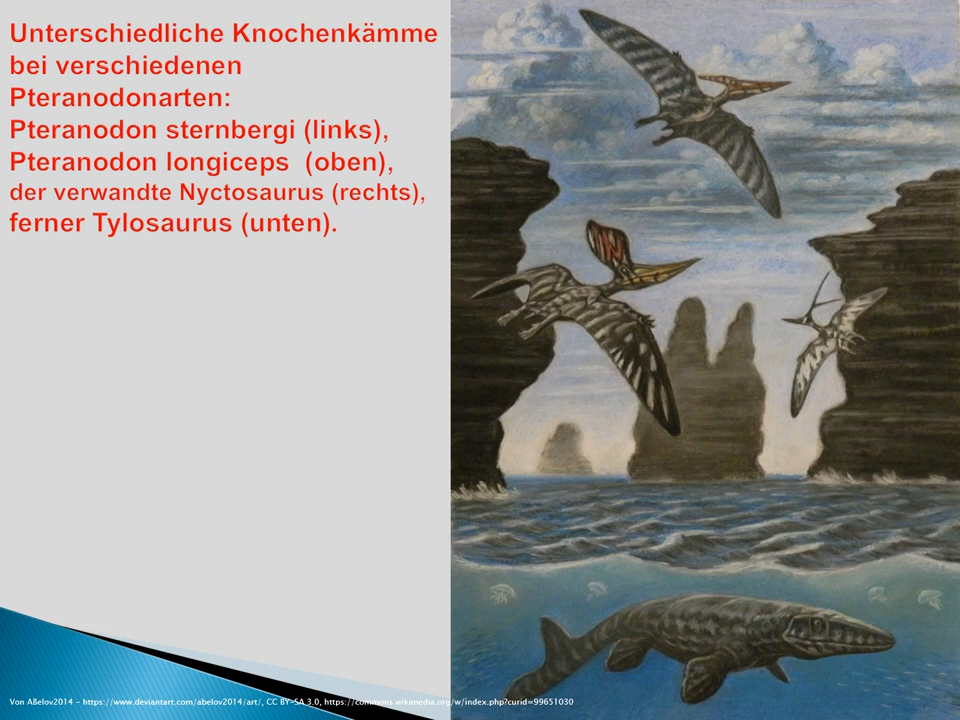 Unterschiedliche Knochenkämme
bei verschiedenen
Pteranodonarten:
Pteranodon sternbergi (links),
Pteranodon longiceps (oben),
der verwandte Nyctosaurus (rechts),
ferner Tylosaurus (unten).
Von ABelov2014 - https://www.deviantart.com/abelov2014/art/, CC BY-SA 3.0, https://commons.wikimedia.org/w/index.php?curid=99651030